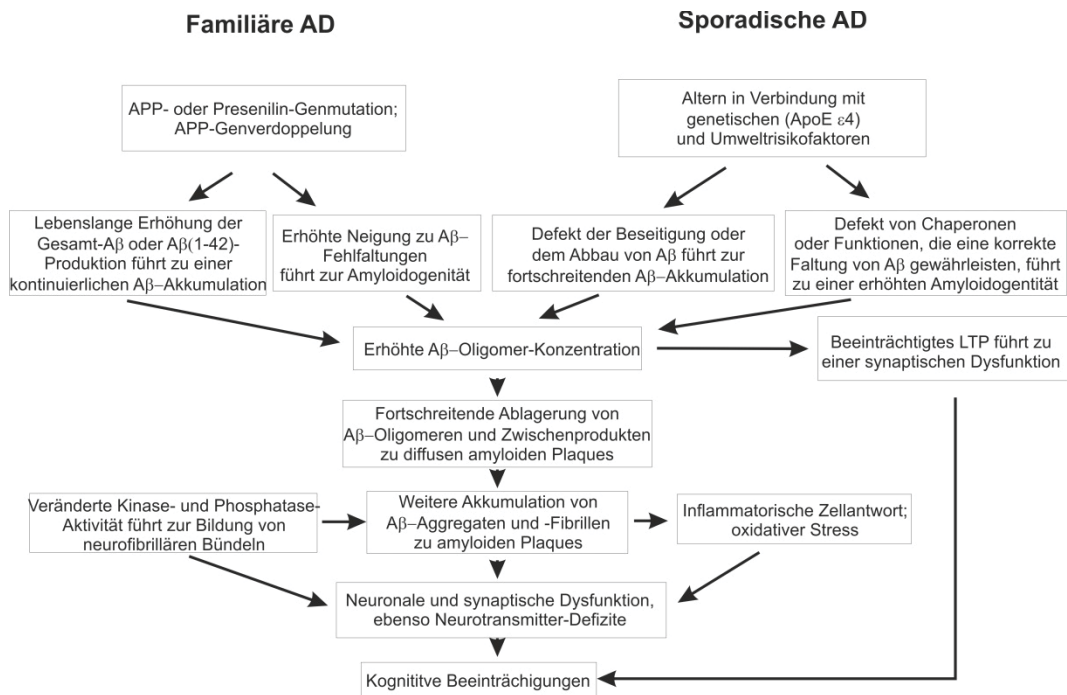 Familiäre AD
Sporadische AD
APP- oder Presenilin-Genmutation;
APP-Genverdoppelung
Altern in Verbindung mit
genetischen (ApoE ε4)
und Umweltrisikofaktoren
Lebenslange Erhöhung der
Gesamt-Aβ oder Aβ(1-42)-
Produktion führt zu einer
kontinuierlichen Aβ–Akkumulation
Erhöhte Neigung zu Aβ–
Fehlfaltungen
führt zur Amyloidogenität
Defekt der Beseitigung oder
dem Abbau von Aβ führt zur
fortschreitenden Aβ–Akkumulation
Defekt von Chaperonen
oder Funktionen, die eine korrekte
Faltung von Aβ gewährleisten, führt
zu einer erhöhten Amyloidogentität
Erhöhte Aβ–Oligomer-Konzentration
Beeinträchtigtes LTP führt zu
einer synaptischen Dysfunktion
Fortschreitende Ablagerung von
Aβ–Oligomeren und Zwischenprodukten
zu diffusen amyloiden Plaques
Veränderte Kinase- und Phosphatase-
Aktivität führt zur Bildung von
neurofibrillären Bündeln
Weitere Akkumulation von
Aβ–Aggregaten und -Fibrillen
zu amyloiden Plaques
Inflammatorische Zellantwort;
oxidativer Stress
Neuronale und synaptische Dysfunktion,
ebenso Neurotransmitter-Defizite
Kognitive Beeinträchigungen